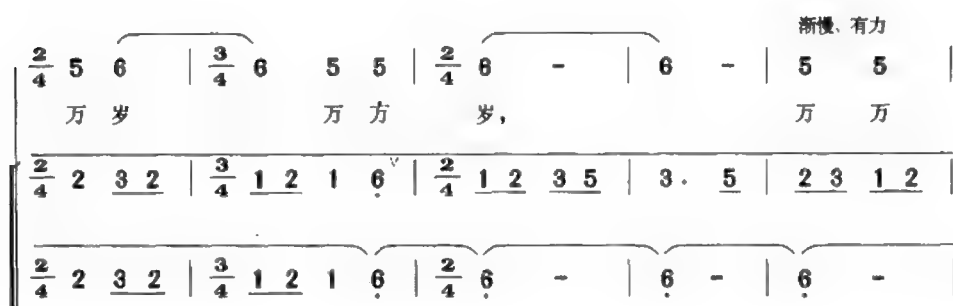 渐慢、有力
2/4 5 6 | 3/4 6 5 5 | 2/4 6 - | 6 - | 5 5 |
万 岁 万 方 岁, 万 万
2/4 2 3 2 | 3/4 1 2 1 6̣ ∨ | 2/4 1 2 3 5 | 3 · 5 | 2 3 1 2 |
2/4 2 3 2 | 3/4 1 2 1 6̣ | 2/4 6̣ - | 6̣ - | 6̣ -